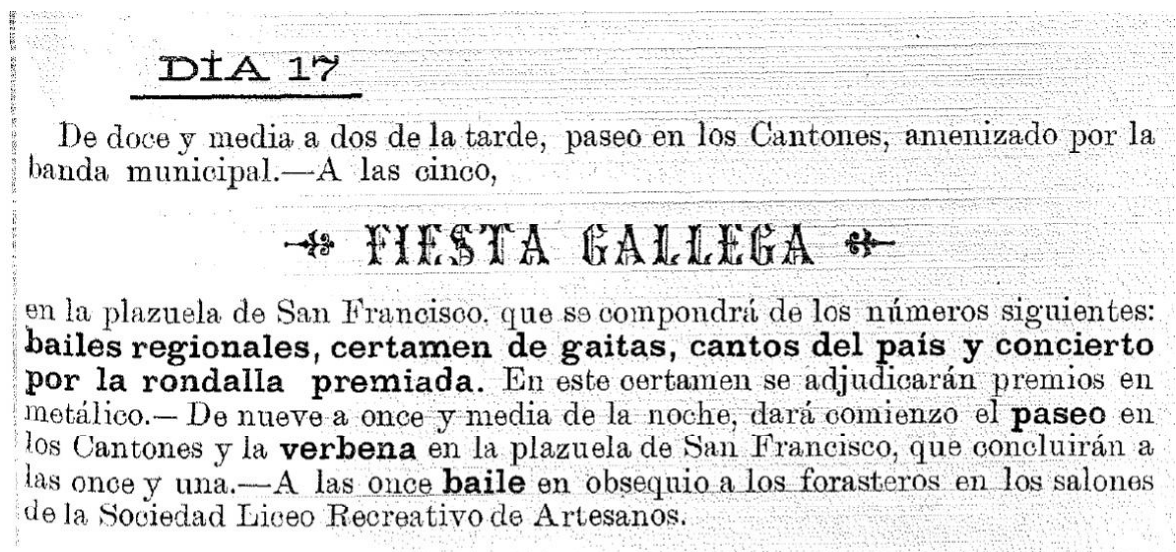 DÍA 17
De doce y media a dos de la tarde, paseo en los Cantones, amenizado por la
banda municipal.—A las cinco,
FIESTA GALLEGA
en la plazuela de San Francisco, que se compondrá de los números siguientes:
bailes regionales, certamen de gaitas, cantos del país y concierto
por la rondalla premiada. En este certamen se adjudicarán premios en
metálico.— De nueve a once y media de la noche, dará comienzo el paseo en
los Cantones y la verbena en la plazuela de San Francisco, que concluirán a
las once y una.—A las once baile en obsequio a los forasteros en los salones
de la Sociedad Liceo Recreativo de Artesanos.